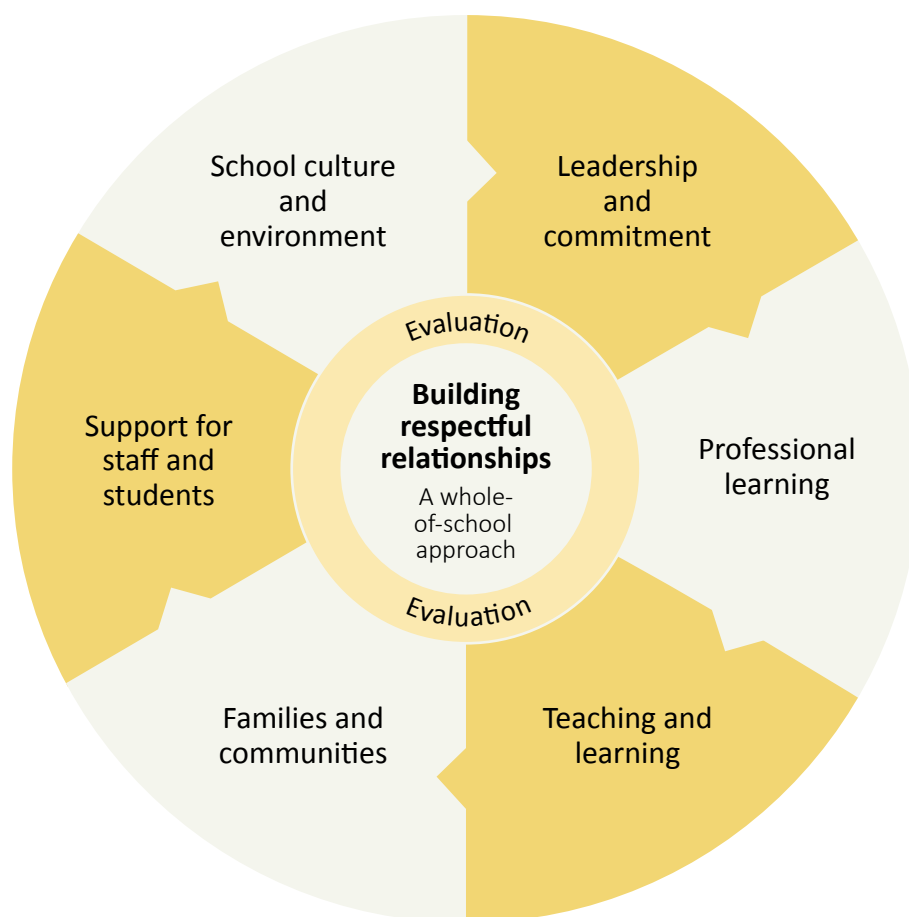 School culture
and
environment
Leadership
and
commitment
Evaluation
Building
respectful
relationships
A whole-
of-school
approach
Evaluation
Support for
staff and
students
Professional
learning
Families and
communities
Teaching and
learning